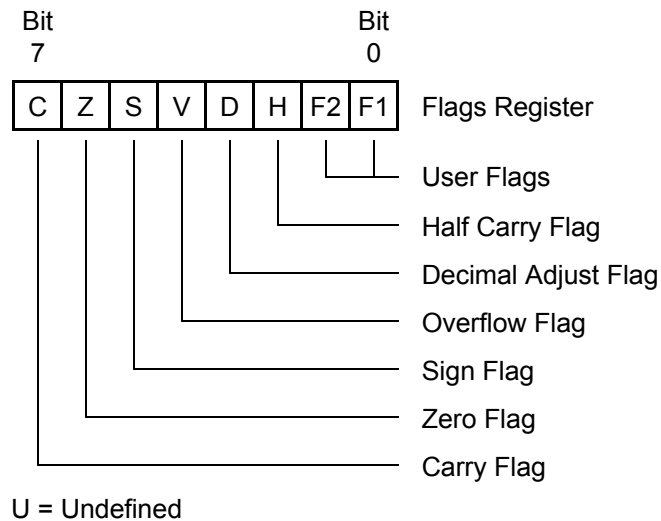 Bit Bit
7 0
C Z S V D H F2 F1 Flags Register
User Flags
Half Carry Flag
Decimal Adjust Flag
Overflow Flag
Sign Flag
Zero Flag
Carry Flag
U = Undefined